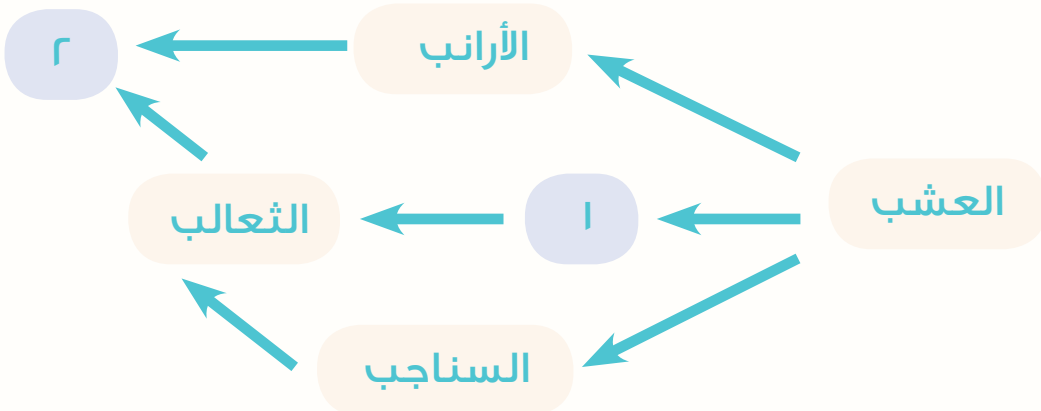 الأرانب
٢
العشب
١
الثعالب
السناجب